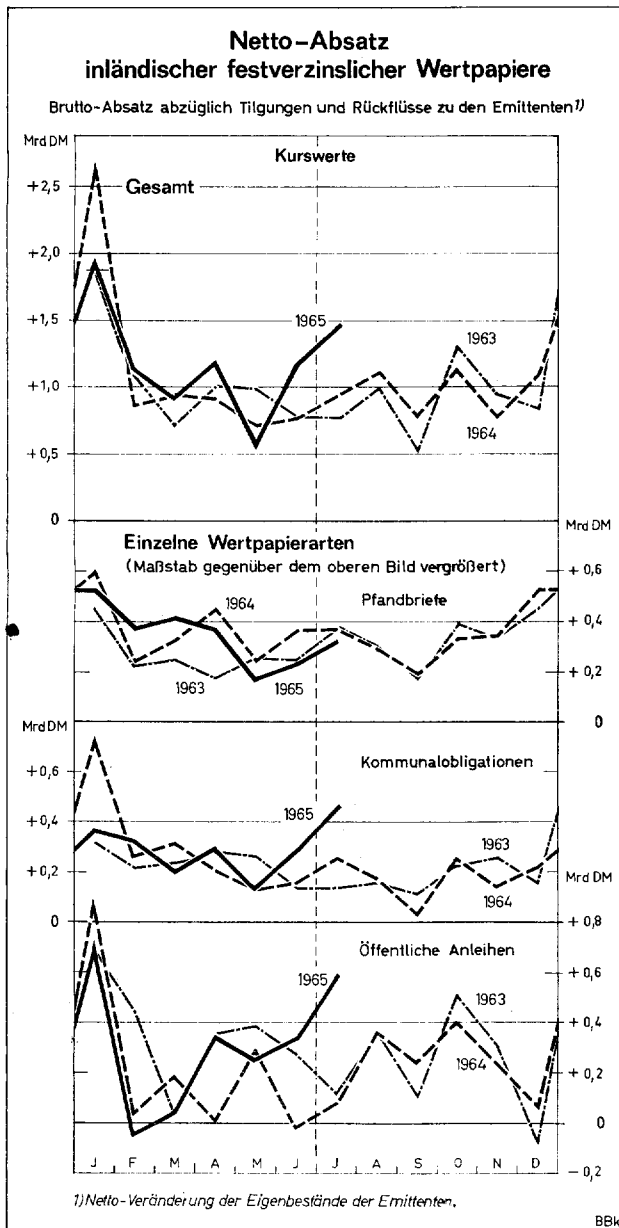 Netto-Absatz
inländischer festverzinslicher Wertpapiere
Brutto-Absatz abzüglich Tilgungen und Rückflüsse zu den Emittenten1)
Mrd DM
Kurswerte
Gesamt
+2,5
+2,0
+1,5
+1,0
+0,5
0
1965
1963
1964
Mrd DM
Einzelne Wertpapierarten
(Maßstab gegenüber dem oberen Bild vergrößert)
Pfandbriefe
+0,6
+0,4
+0,2
0
1964
1963
1965
Mrd DM
Kommunalobligationen
+0,6
+0,4
+0,2
0
1965
1963
1964
Mrd DM
+0,8
Öffentliche Anleihen
+0,6
+0,4
+0,2
0
-0,2
1965
1963
1964
J F M A M J J A S O N D
1) Netto-Veränderung der Eigenbestände der Emittenten.
BBk